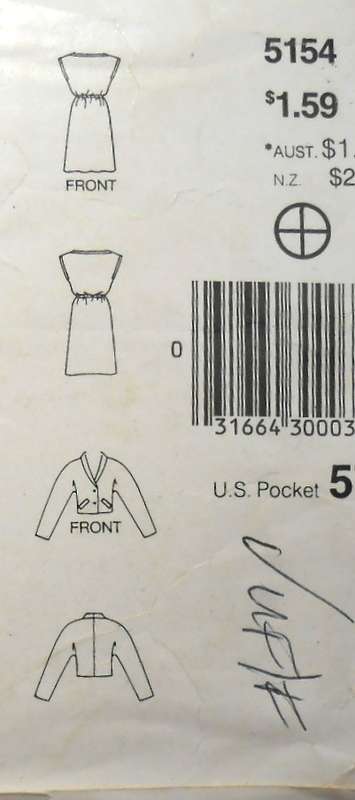 5154
$1.59
*AUST. $1.
N.Z. $2
FRONT
0
31664 30003
FRONT
U.S. Pocket 5